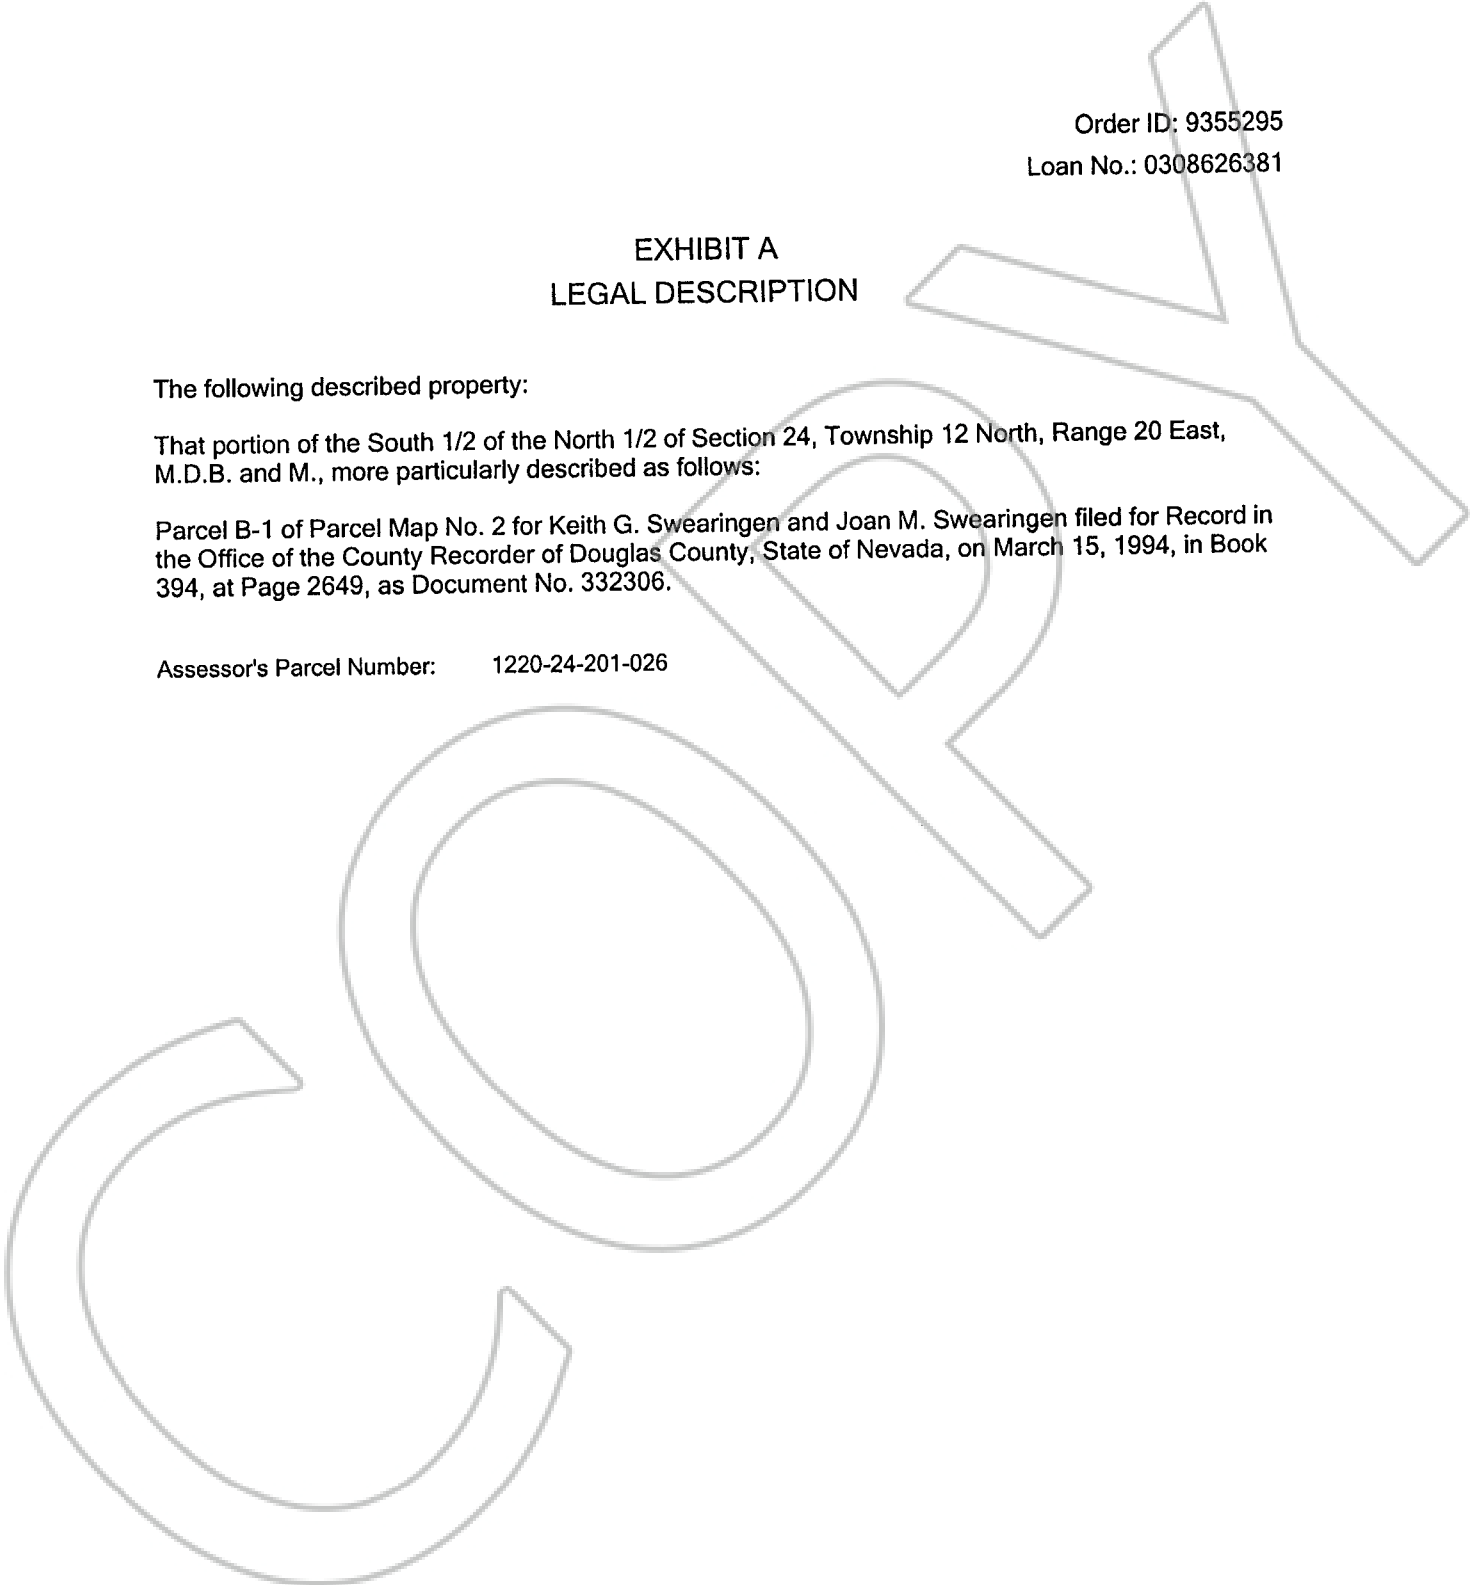 Order ID: 9355295
Loan No.: 0308626381
EXHIBIT A
LEGAL DESCRIPTION
The following described property:
That portion of the South 1/2 of the North 1/2 of Section 24, Township 12 North, Range 20 East,
M.D.B. and M., more particularly described as follows:
Parcel B-1 of Parcel Map No. 2 for Keith G. Swearingen and Joan M. Swearingen filed for Record in
the Office of the County Recorder of Douglas County, State of Nevada, on March 15, 1994, in Book
394, at Page 2649, as Document No. 332306.
Assessor's Parcel Number: 1220-24-201-026
COPY